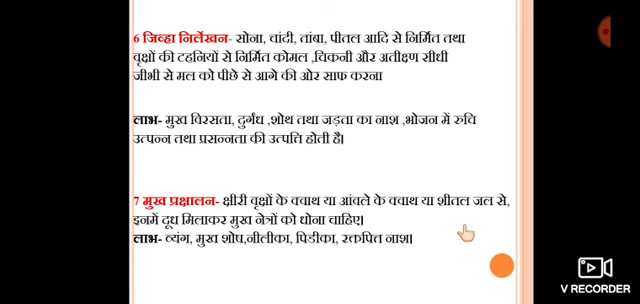 6 जिव्हा निर्लेखन- सोना, चांदी, तांबा, पीतल आदि से निर्मित तथा
वृक्षों की टहनियों से निर्मित कोमल ,चिकनी और अतीक्षण सीधी
जीभी से मल को पीछे से आगे की ओर साफ करना
लाभ- मुख विरसता, दुर्गंध ,शोथ तथा जड़ता का नाश ,भोजन में रुचि
उत्पन्न तथा प्रसन्नता की उत्पत्ति होती है।
7 मुख प्रक्षालन- क्षीरी वृक्षों के क्वाथ या आंवले के क्वाथ या शीतल जल से,
इनमें दूध मिलाकर मुख नेत्रों को धोना चाहिए।
लाभ- व्यंग, मुख शोष,नीलीका, पिडीका, रक्तपित्त नाश।
V RECORDER